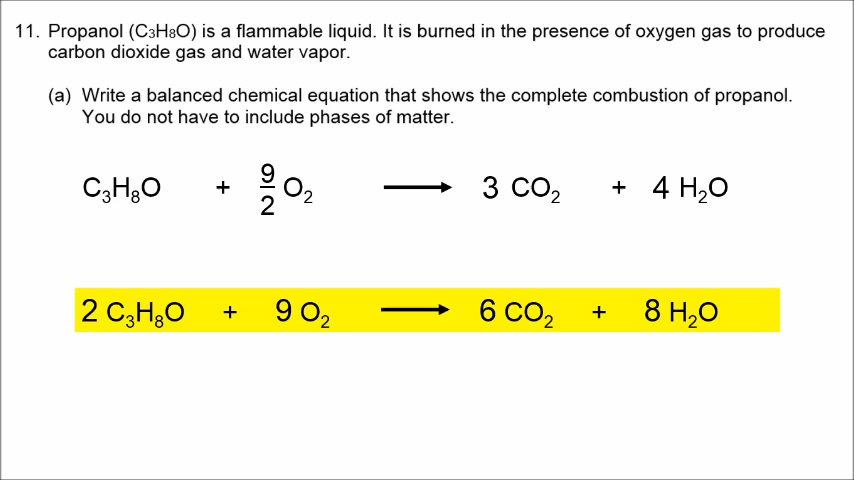 11. Propanol (C₃H₈O) is a flammable liquid. It is burned in the presence of oxygen gas to produce
carbon dioxide gas and water vapor.
(a) Write a balanced chemical equation that shows the complete combustion of propanol.
You do not have to include phases of matter.
C₃H₈O + 9/2 O₂ ⟶ 3 CO₂ + 4 H₂O
2 C₃H₈O + 9 O₂ ⟶ 6 CO₂ + 8 H₂O